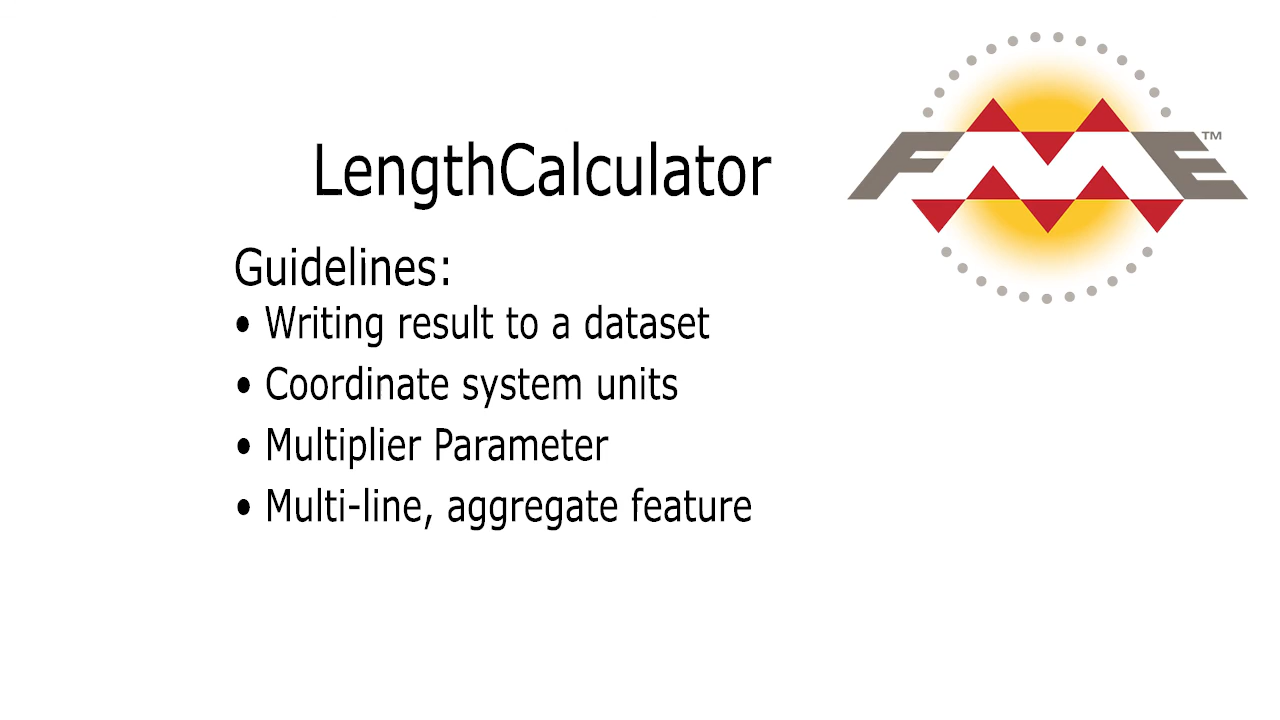 LengthCalculator
FME™
Guidelines:
• Writing result to a dataset
• Coordinate system units
• Multiplier Parameter
• Multi-line, aggregate feature